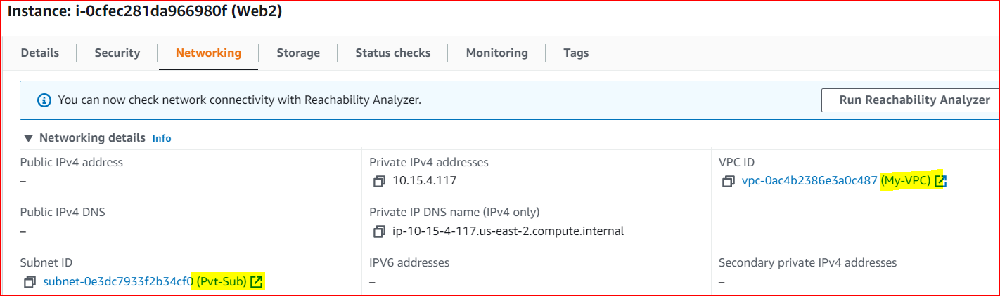 Instance: i-0cfec281da966980f (Web2)
Details Security Networking Storage Status checks Monitoring Tags
You can now check network connectivity with Reachability Analyzer.
Run Reachability Analyzer
Networking details Info
Public IPv4 address
–
Private IPv4 addresses
10.15.4.117
VPC ID
vpc-0ac4b2386e3a0c487 (My-VPC)
Public IPv4 DNS
–
Private IP DNS name (IPv4 only)
ip-10-15-4-117.us-east-2.compute.internal
Subnet ID
subnet-0e3dc7933f2b34cf0 (Pvt-Sub)
IPV6 addresses
–
Secondary private IPv4 addresses
–